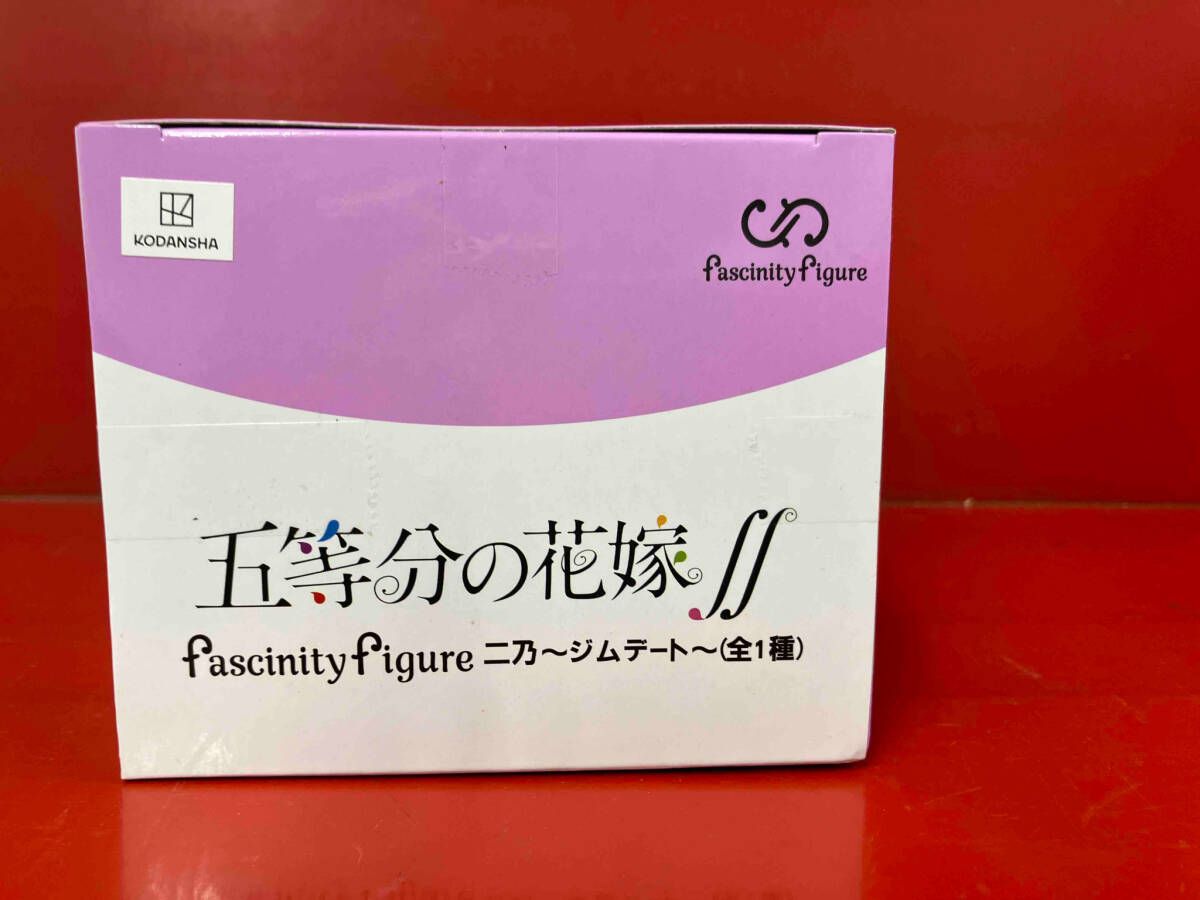 KODANSHA
fascinity figure
五等分の花嫁∬
fascinity figure 二乃～ジムデート～(全1種)